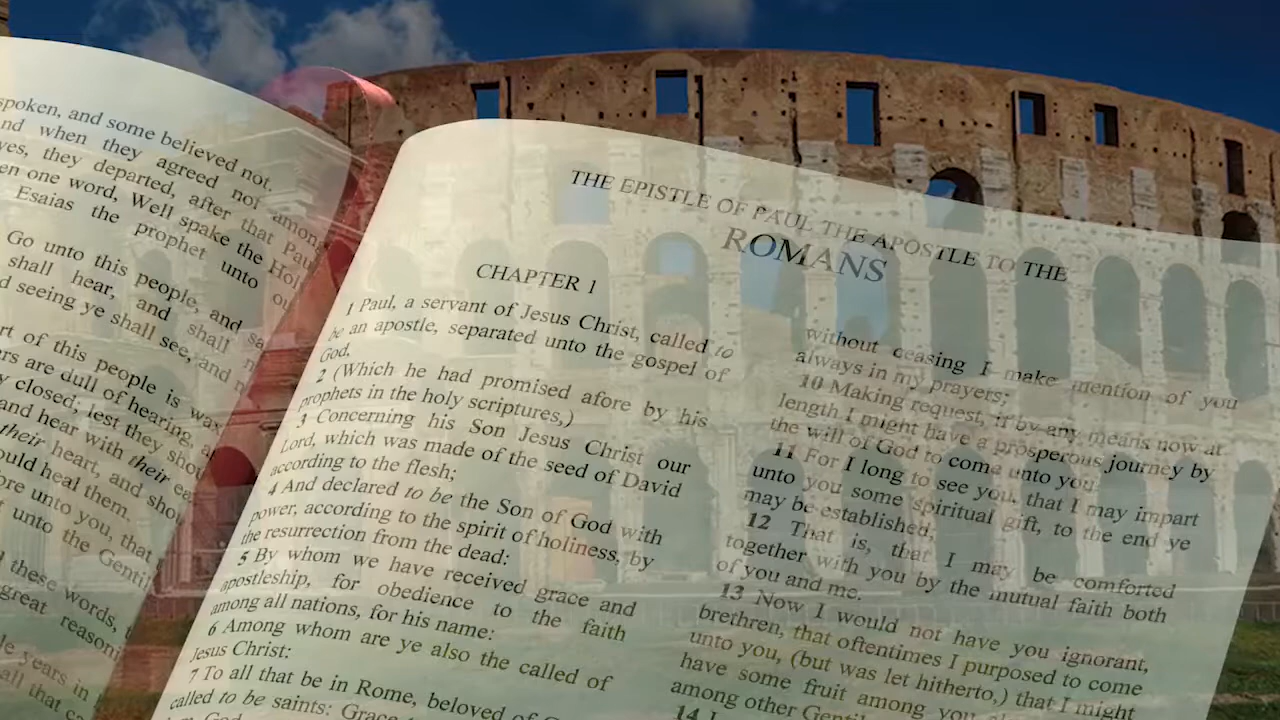 spoken, and some believed not.
and when they agreed not among
yes, they departed, after that Paul
one word, Well spake the Holy
Esaias the prophet unto
Go unto this people, and
shall hear, and shall
seeing ye shall see, and
of this people is
are dull of hearing,
closed; lest they
and hear with their
their heart, and
heal them.
unto you, that
unto the
these words,
great
years in
all that
THE EPISTLE OF PAUL THE APOSTLE TO THE
ROMANS
CHAPTER 1
1 Paul, a servant of Jesus Christ, called to
be an apostle, separated unto the gospel of
God,
2 (Which he had promised afore by his
prophets in the holy scriptures,)
3 Concerning his Son Jesus Christ our
Lord, which was made of the seed of David
according to the flesh;
4 And declared to be the Son of God with
power, according to the spirit of holiness, by
the resurrection from the dead:
5 By whom we have received grace and
apostleship, for obedience to the faith
among all nations, for his name:
6 Among whom are ye also the called of
Jesus Christ:
7 To all that be in Rome, beloved of
called to be saints: Grace
God
without ceasing I make mention of you
always in my prayers;
10 Making request, if by any means now at
length I might have a prosperous journey by
the will of God to come unto you.
11 For I long to see you, that I may impart
unto you some spiritual gift, to the end ye
may be established;
12 That is, that I may be comforted
together with you by the mutual faith both
of you and me.
13 Now I would not have you ignorant,
brethren, that oftentimes I purposed to come
unto you, (but was let hitherto,) that I might
have some fruit among you
among other
14